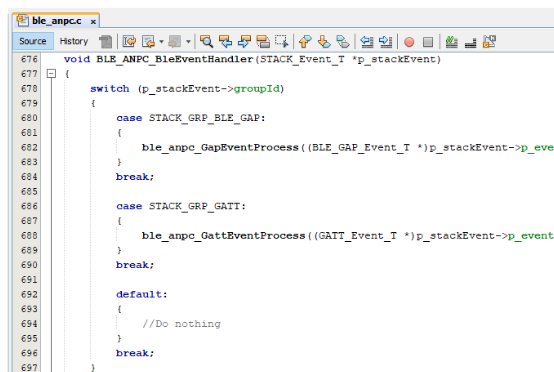 ble_anpc.c x
Source History
676 void BLE_ANPC_BleEventHandler(STACK_Event_T *p_stackEvent)
677 {
678 switch (p_stackEvent->groupId)
679 {
680 case STACK_GRP_BLE_GAP:
681 {
682 ble_anpc_GapEventProcess((BLE_GAP_Event_T *)p_stackEvent->p_eve
683 }
684 break;
685
686 case STACK_GRP_GATT:
687 {
688 ble_anpc_GattEventProcess((GATT_Event_T *)p_stackEvent->p_event
689 }
690 break;
691
692 default:
693 {
694 //Do nothing
695 }
696 break;
697 }